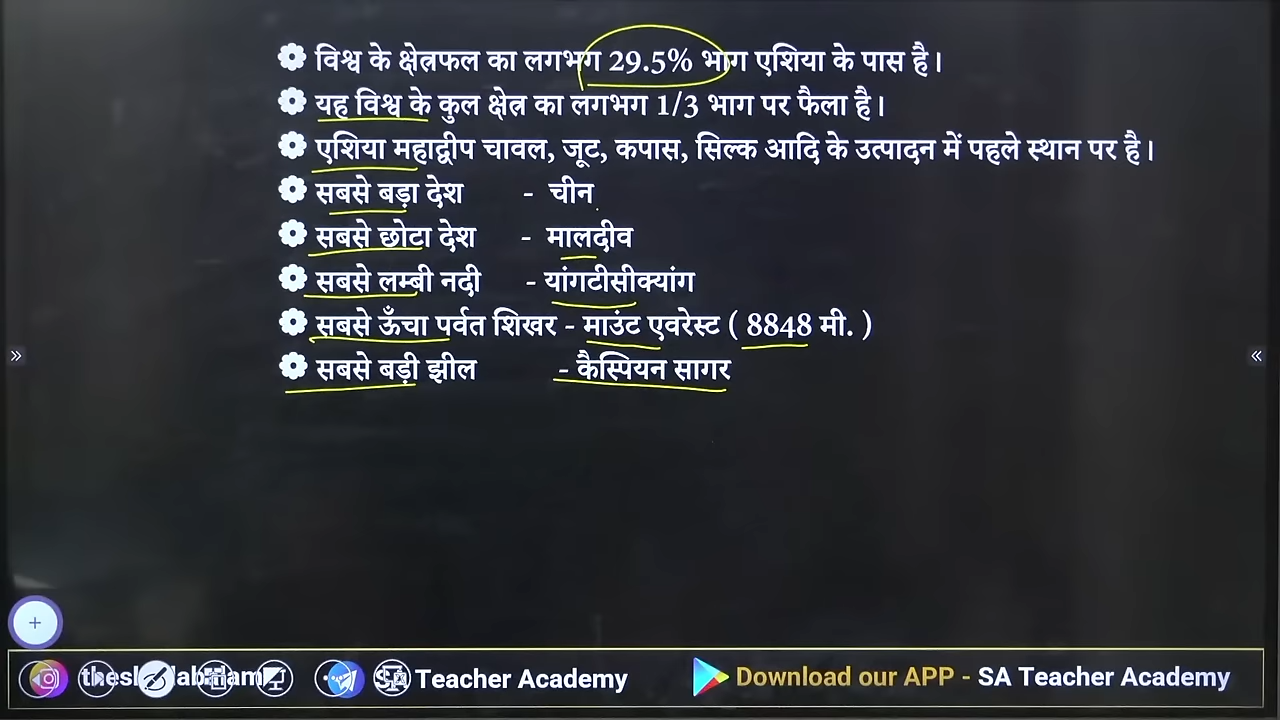 विश्व के क्षेत्रफल का लगभग 29.5% भाग एशिया के पास है।
यह विश्व के कुल क्षेत्र का लगभग 1/3 भाग पर फैला है।
एशिया महाद्वीप चावल, जूट, कपास, सिल्क आदि के उत्पादन में पहले स्थान पर है।
सबसे बड़ा देश - चीन
सबसे छोटा देश - मालदीव
सबसे लम्बी नदी - यांगटीसीक्यांग
सबसे ऊँचा पर्वत शिखर - माउंट एवरेस्ट ( 8848 मी. )
सबसे बड़ी झील - कैस्पियन सागर
Teacher Academy Download our APP - SA Teacher Academy